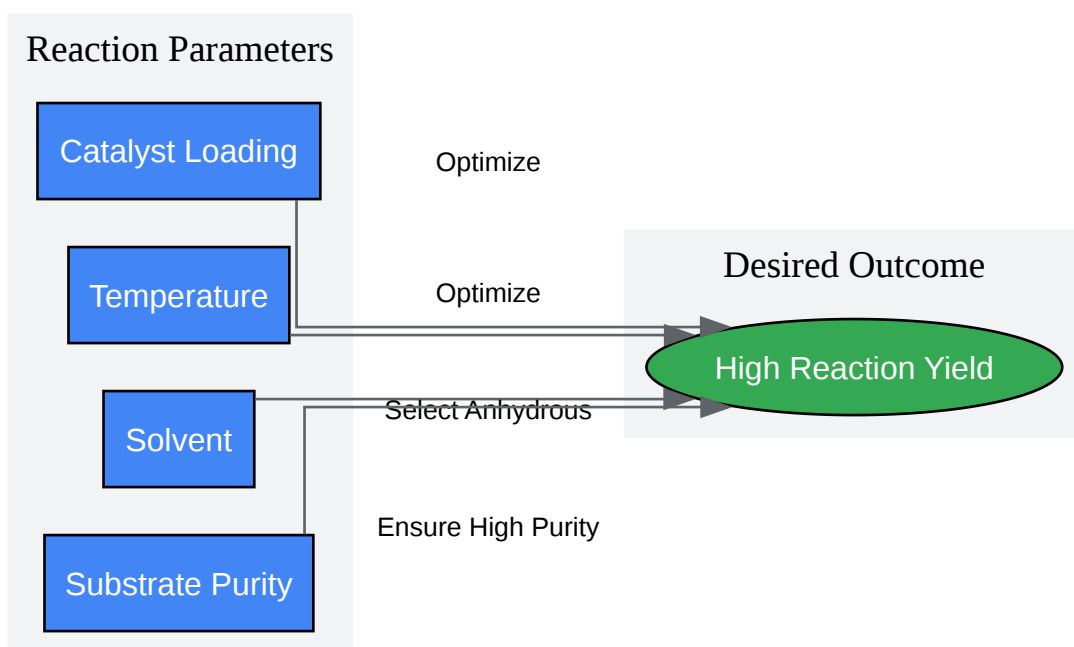 Reaction Parameters
Catalyst Loading
Optimize
Temperature
Optimize
Desired Outcome
High Reaction Yield
Solvent
Select Anhydrous
Ensure High Purity
Substrate Purity